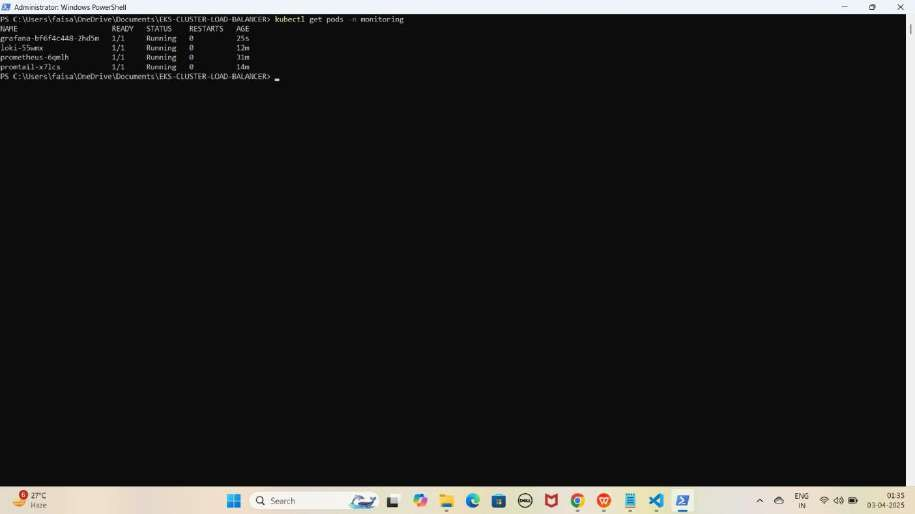 Administrator: Windows PowerShell
PS C:\Users\faisa\OneDrive\Documents\EKS-CLUSTER-LOAD-BALANCER> kubectl get pods -n monitoring
NAME READY STATUS RESTARTS AGE
grafana-bf6f4c448-zhd5m 1/1 Running 0 25s
loki-55wmx 1/1 Running 0 12m
prometheus-6qmlh 1/1 Running 0 31m
promtail-x7lcs 1/1 Running 0 14m
PS C:\Users\faisa\OneDrive\Documents\EKS-CLUSTER-LOAD-BALANCER>
6
27°C
Haze
Search
DELL
ENG
IN
01:35
03-04-2025